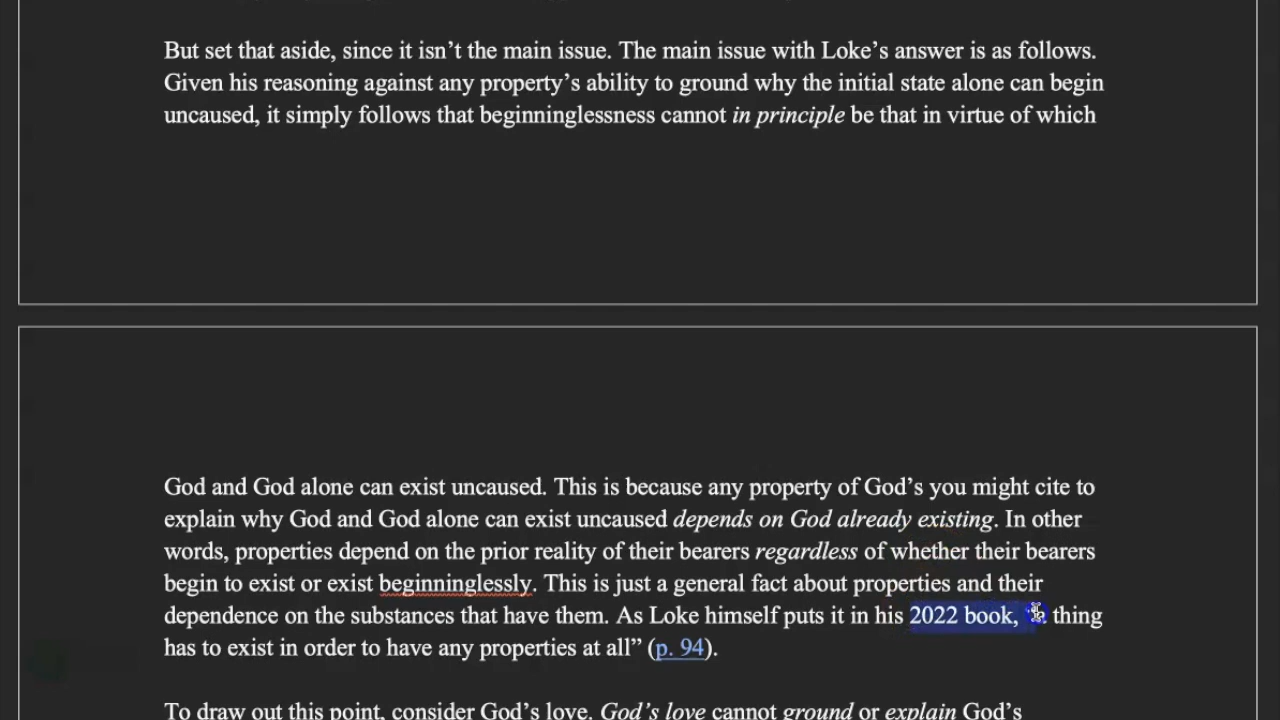 But set that aside, since it isn’t the main issue. The main issue with Loke’s answer is as follows.
Given his reasoning against any property’s ability to ground why the initial state alone can begin
uncaused, it simply follows that beginninglessness cannot in principle be that in virtue of which
God and God alone can exist uncaused. This is because any property of God’s you might cite to
explain why God and God alone can exist uncaused depends on God already existing. In other
words, properties depend on the prior reality of their bearers regardless of whether their bearers
begin to exist or exist beginninglessly. This is just a general fact about properties and their
dependence on the substances that have them. As Loke himself puts it in his 2022 book, thing
has to exist in order to have any properties at all” (p. 94).
To draw out this point, consider God’s love. God’s love cannot ground or explain God’s